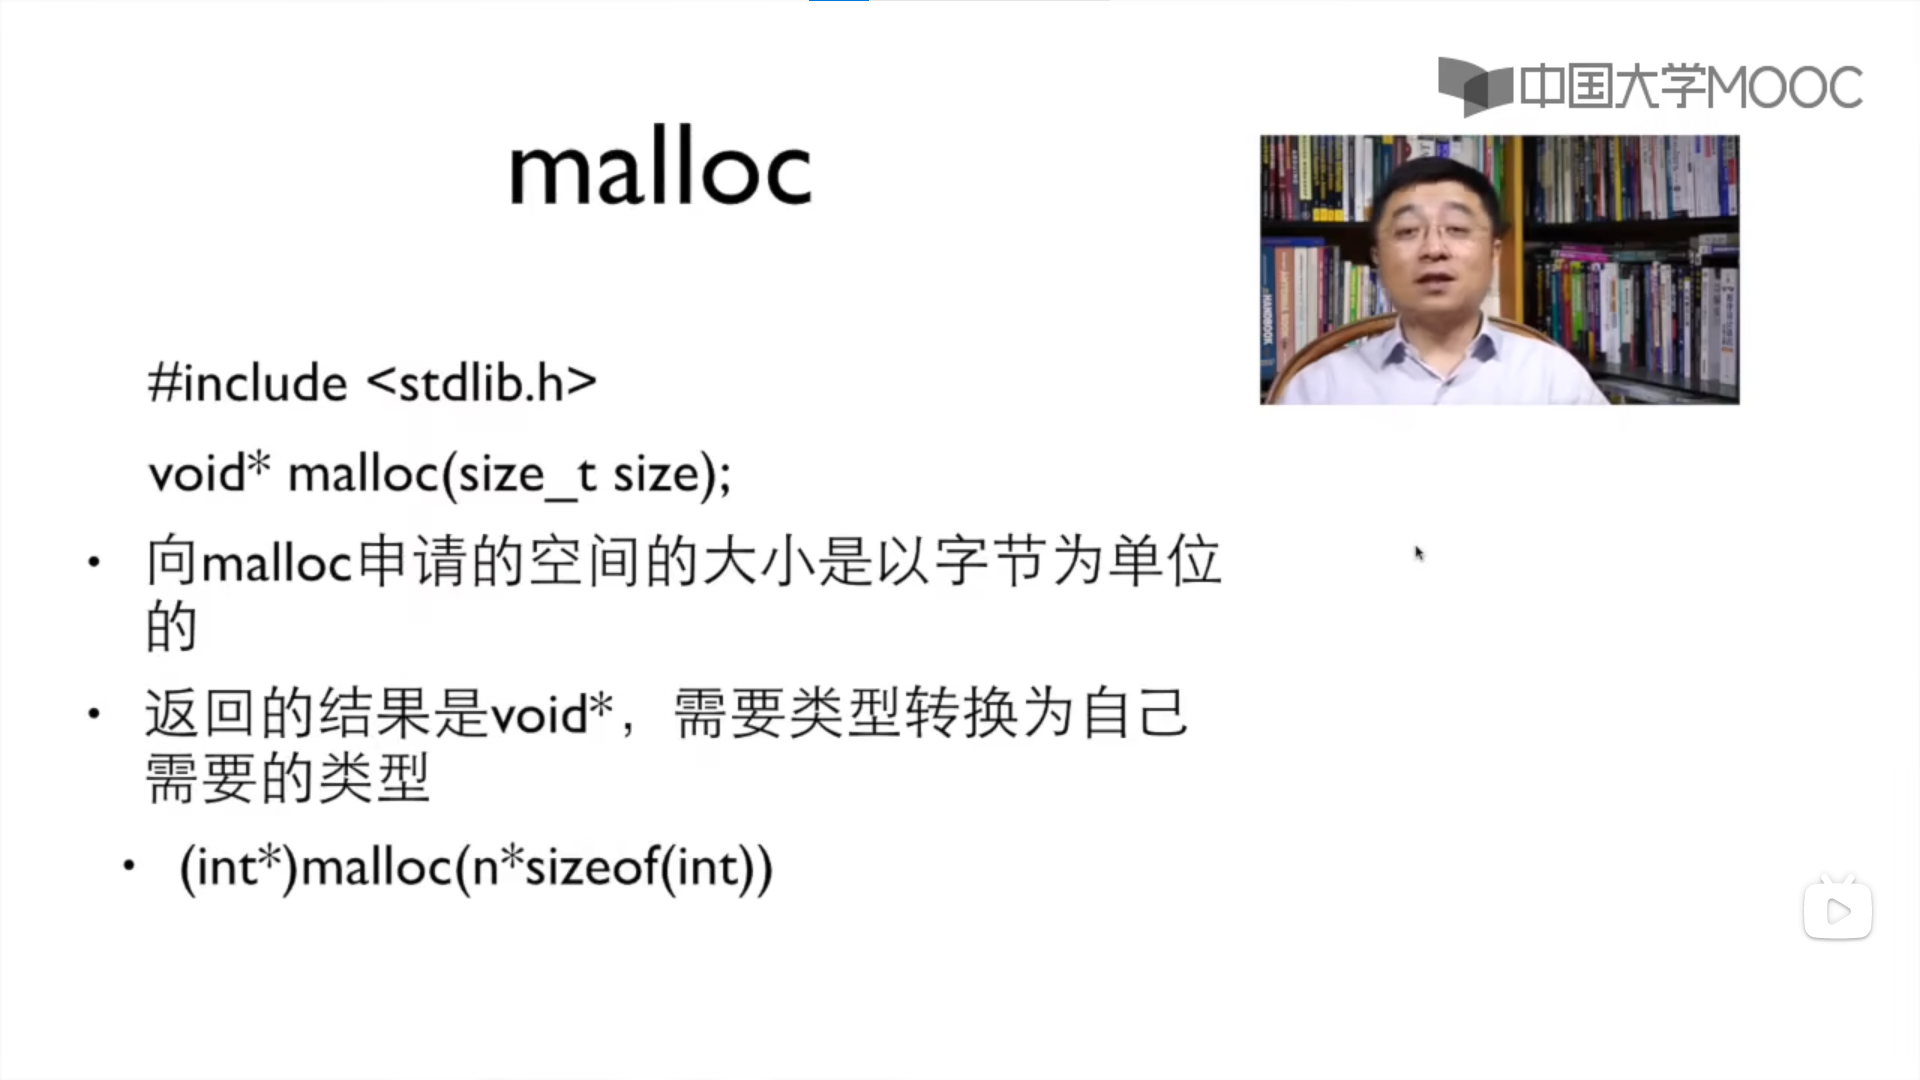 中国大学MOOC
malloc
HANDBOOK
#include <stdlib.h>
void* malloc(size_t size);
• 向malloc申请的空间的大小是以字节为单位
的
• 返回的结果是void*，需要类型转换为自己
需要的类型
• (int*)malloc(n*sizeof(int))